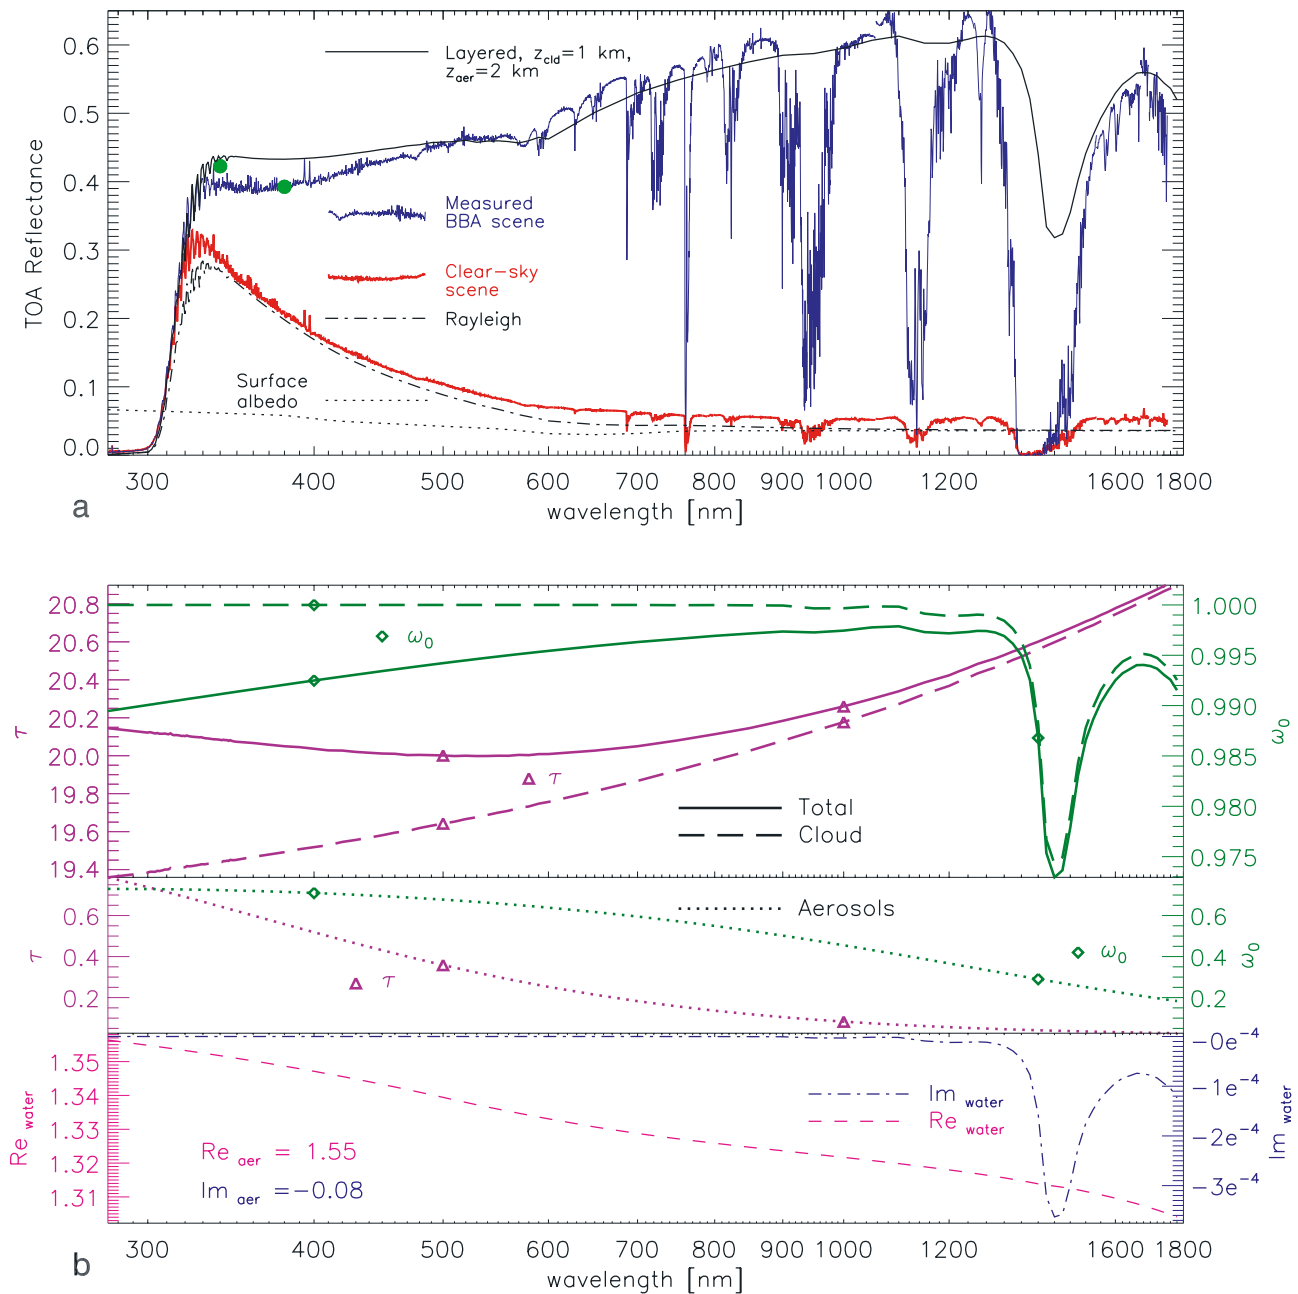 0.6
0.5
0.4
0.3
0.2
0.1
0.0
TOA Reflectance
Layered, z_cld=1 km,
z_aer=2 km
Measured
BBA scene
Clear−sky
scene
Rayleigh
Surface
albedo
300 400 500 600 700 800 900 1000 1200 1600 1800
wavelength [nm]
a
20.8
20.6
20.4
20.2
20.0
19.8
19.6
19.4
τ
ω₀
τ
Total
Cloud
1.000
0.995
0.990
0.985
0.980
0.975
ω₀
0.6
0.4
0.2
τ
τ
Aerosols
ω₀
0.6
0.4
0.2
ω₀
1.35
1.34
1.33
1.32
1.31
Re water
Re aer = 1.55
Im aer =−0.08
Im water
Re water
−0e⁻⁴
−1e⁻⁴
−2e⁻⁴
−3e⁻⁴
Im water
300 400 500 600 700 800 900 1000 1200 1600 1800
wavelength [nm]
b